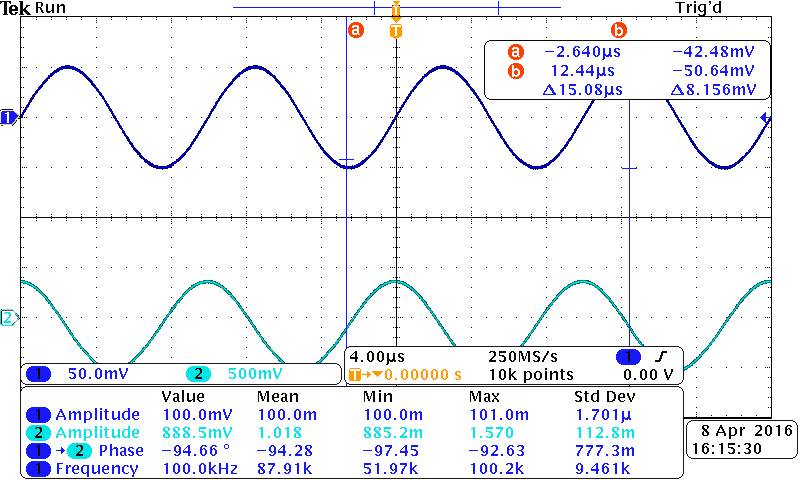 Tek Run Trig'd
a T b
a −2.640µs −42.48mV
b 12.44µs −50.64mV
Δ15.08µs Δ8.156mV
1
2
1 50.0mV 2 500mV
4.00µs 250MS/s 1
T→▼0.00000 s 10k points 0.00 V
Value Mean Min Max Std Dev
1 Amplitude 100.0mV 100.0m 100.0m 101.0m 1.701µ
2 Amplitude 888.5mV 1.018 885.2m 1.570 112.8m
1 → 2 Phase −94.66 ° −94.28 −97.45 −92.63 777.3m
1 Frequency 100.0kHz 87.91k 51.97k 100.2k 9.461k
8 Apr 2016
16:15:30